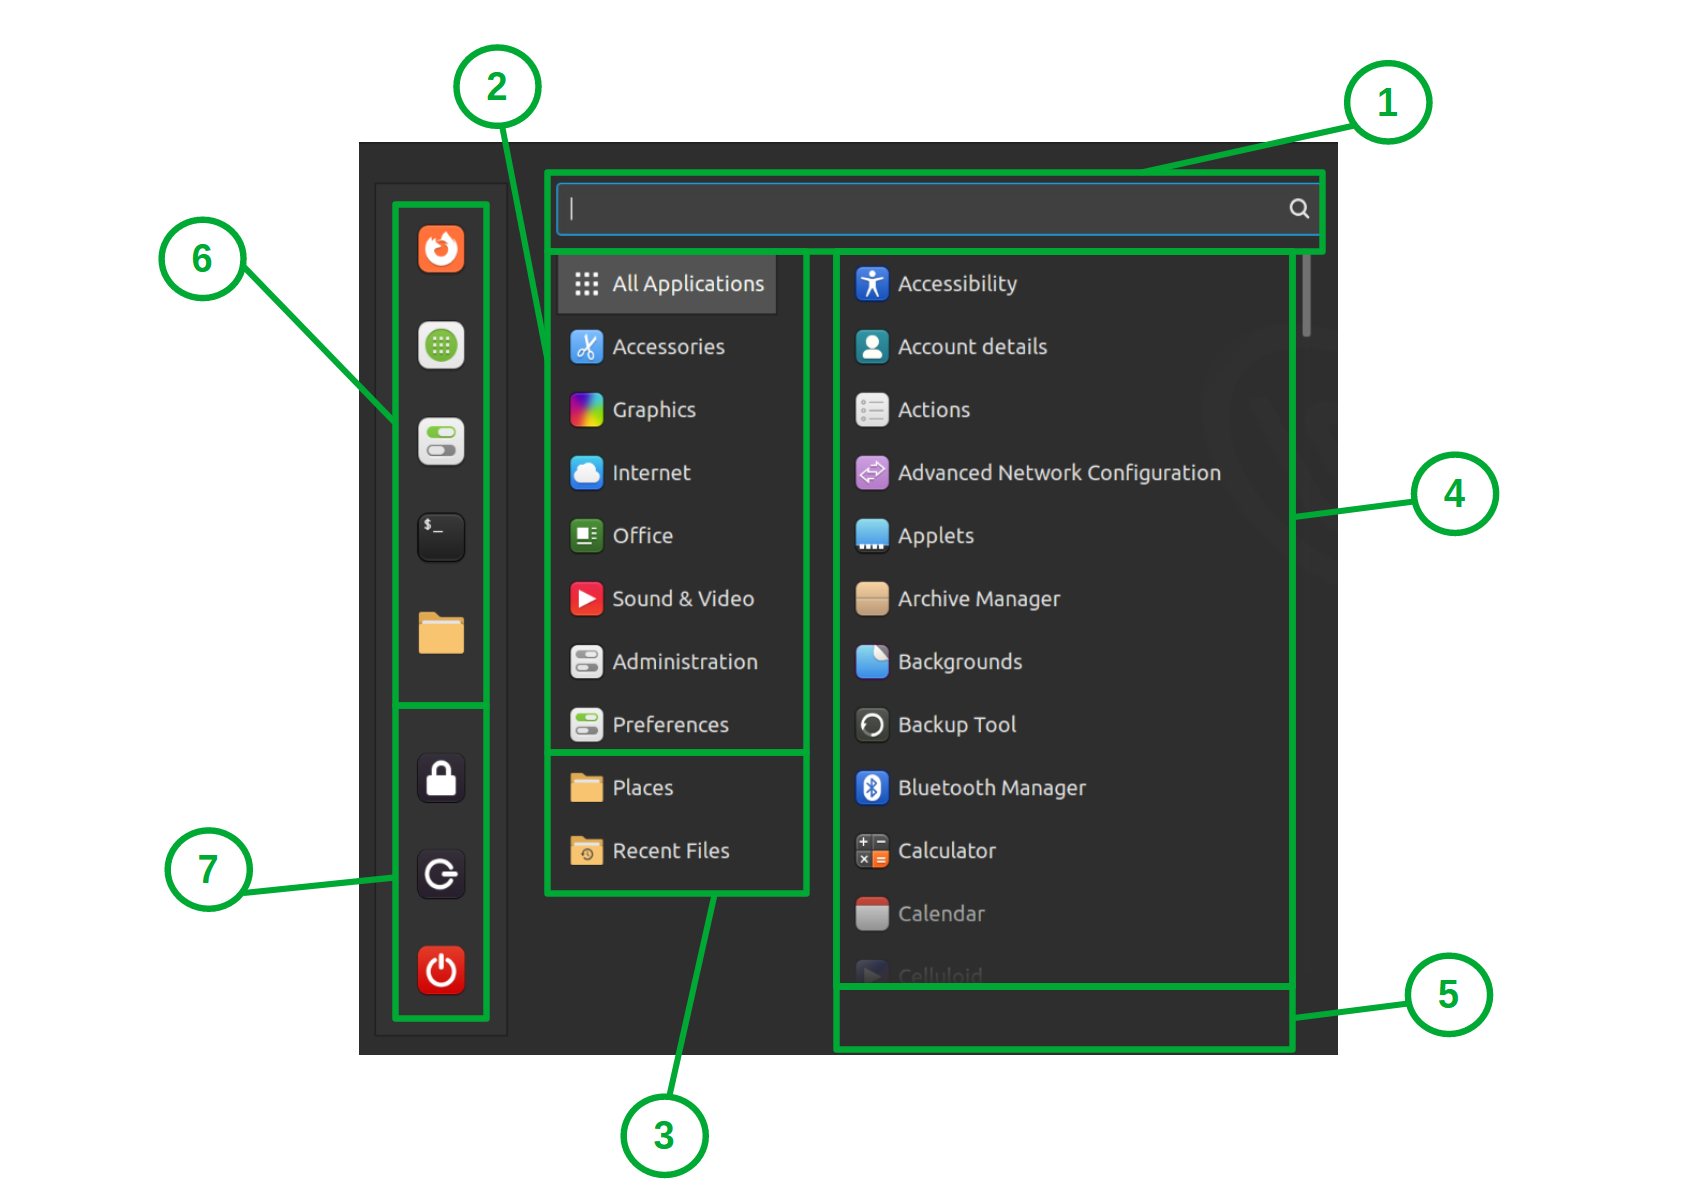 2
1
6
All Applications
Accessories
Graphics
Internet
Office
Sound & Video
Administration
Preferences
Places
Recent Files
$_
Accessibility
Account details
Actions
Advanced Network Configuration
Applets
Archive Manager
Backgrounds
Backup Tool
Bluetooth Manager
Calculator
Calendar
Celluloid
4
7
5
3